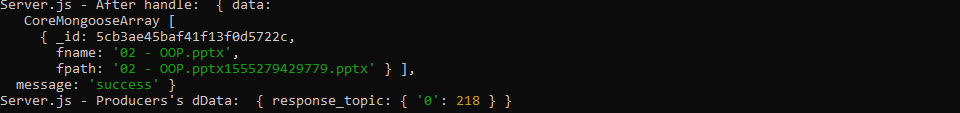 Server.js - After handle:  { data:
   CoreMongooseArray [
     { _id: 5cb3ae45baf41f13f0d5722c,
       fname: '02 - OOP.pptx',
       fpath: '02 - OOP.pptx1555279429779.pptx' } ],
  message: 'success' }
Server.js - Producers's dData:  { response_topic: { '0': 218 } }